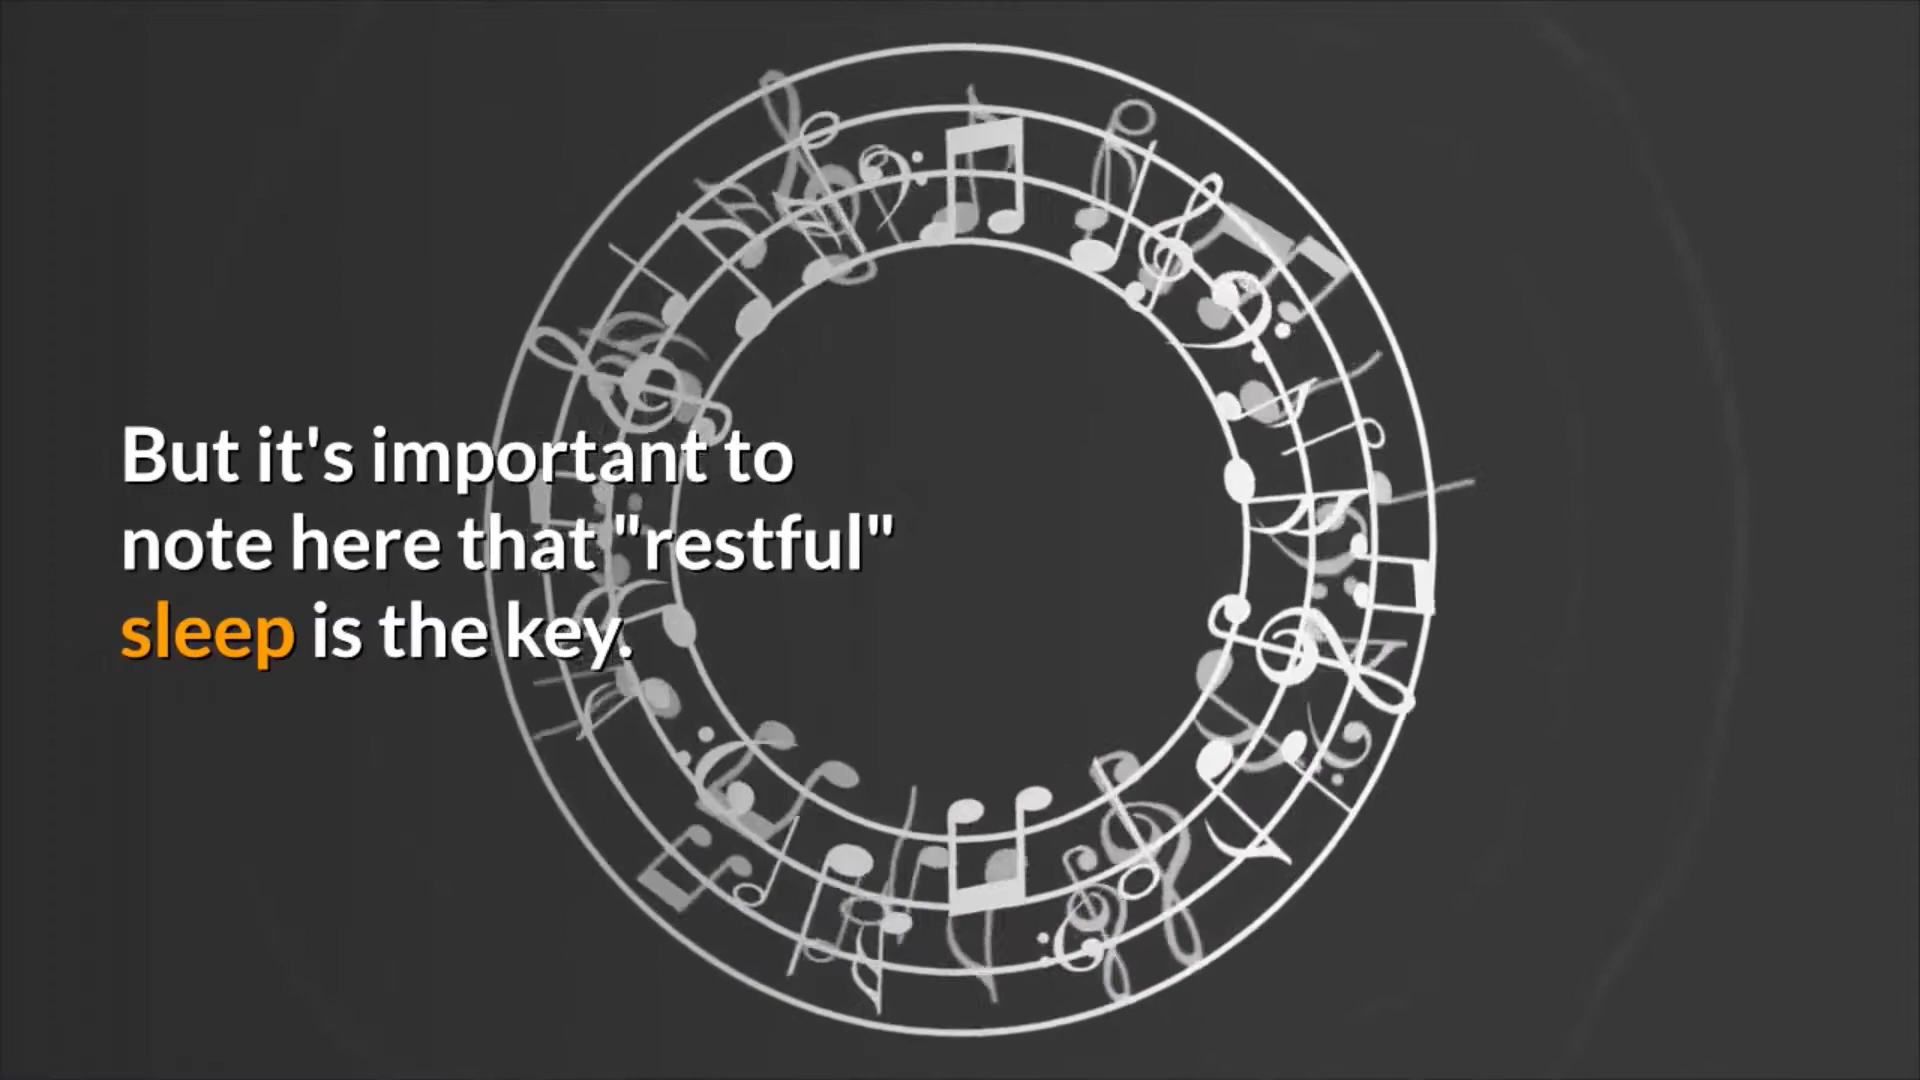 But it's important to
note here that "restful"
sleep is the key.